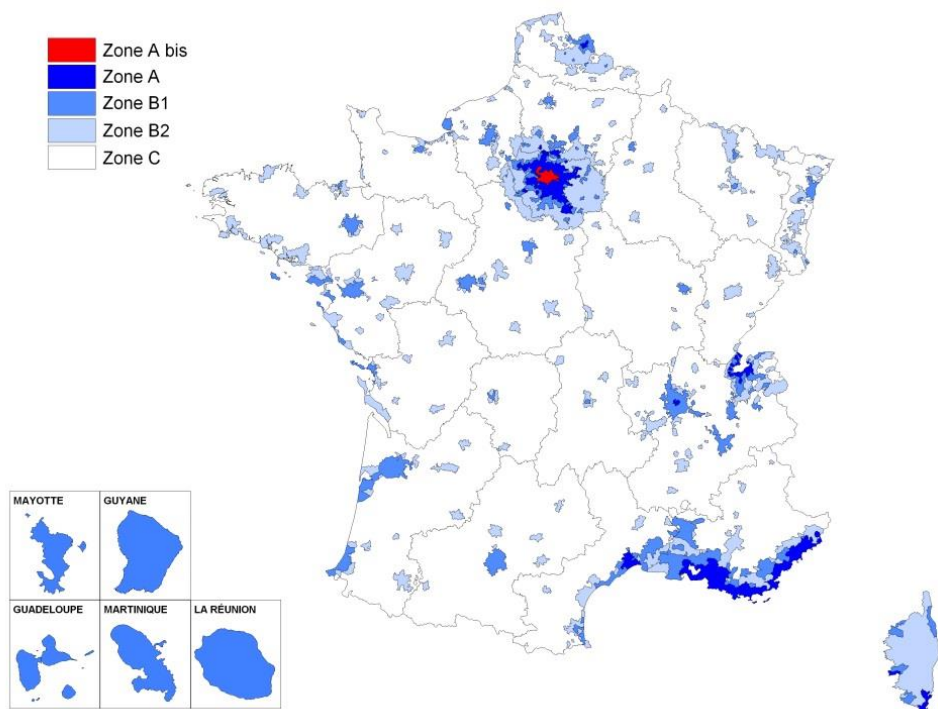 Zone A bis
Zone A
Zone B1
Zone B2
Zone C
MAYOTTE
GUYANE
GUADELOUPE
MARTINIQUE
LA RÉUNION